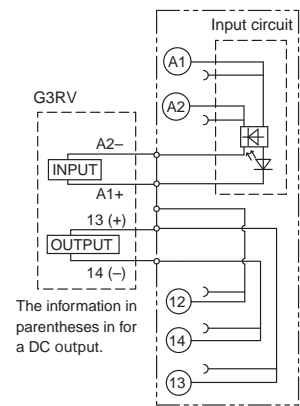 Input circuit
A1
G3RV
A2
A2–
INPUT
A1+
13 (+)
OUTPUT
14 (–)
12
The information in
parentheses in for
a DC output.
14
13